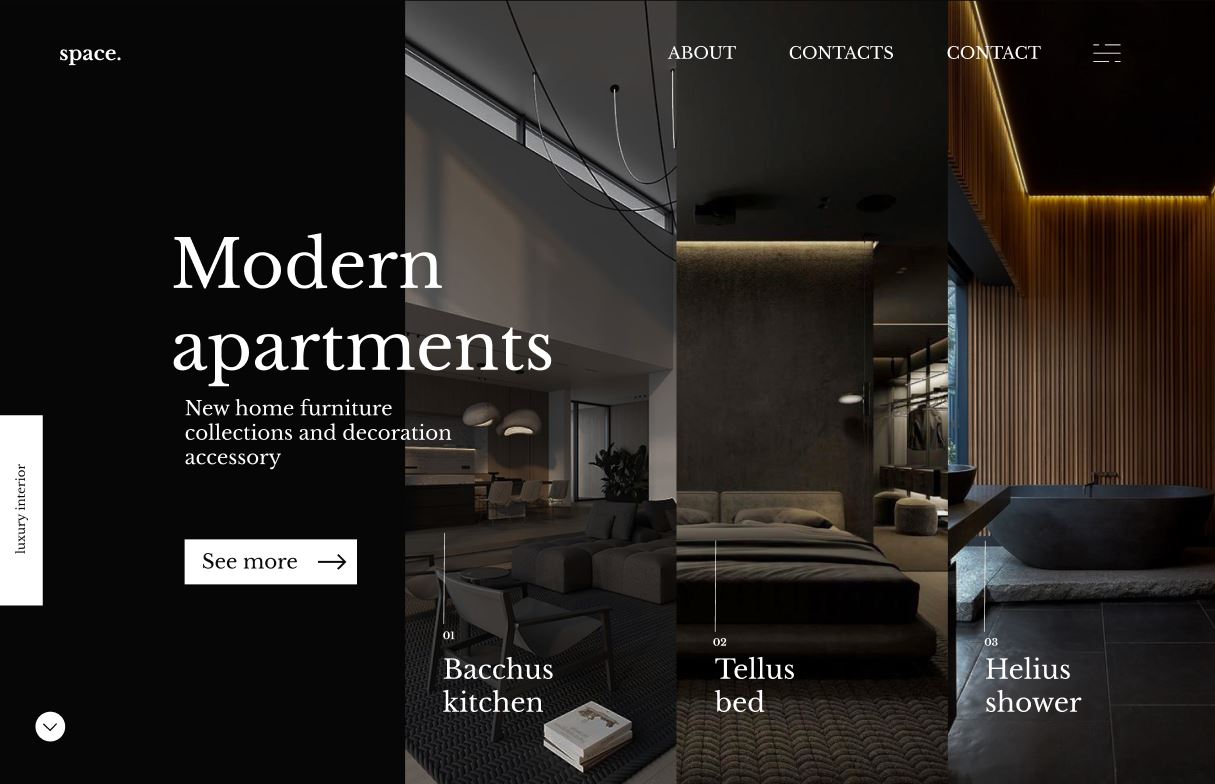 space.
ABOUT
CONTACTS
CONTACT
Modern
apartments
New home furniture
collections and decoration
accessory
luxury interior
See more
01
Bacchus
kitchen
02
Tellus
bed
03
Helius
shower